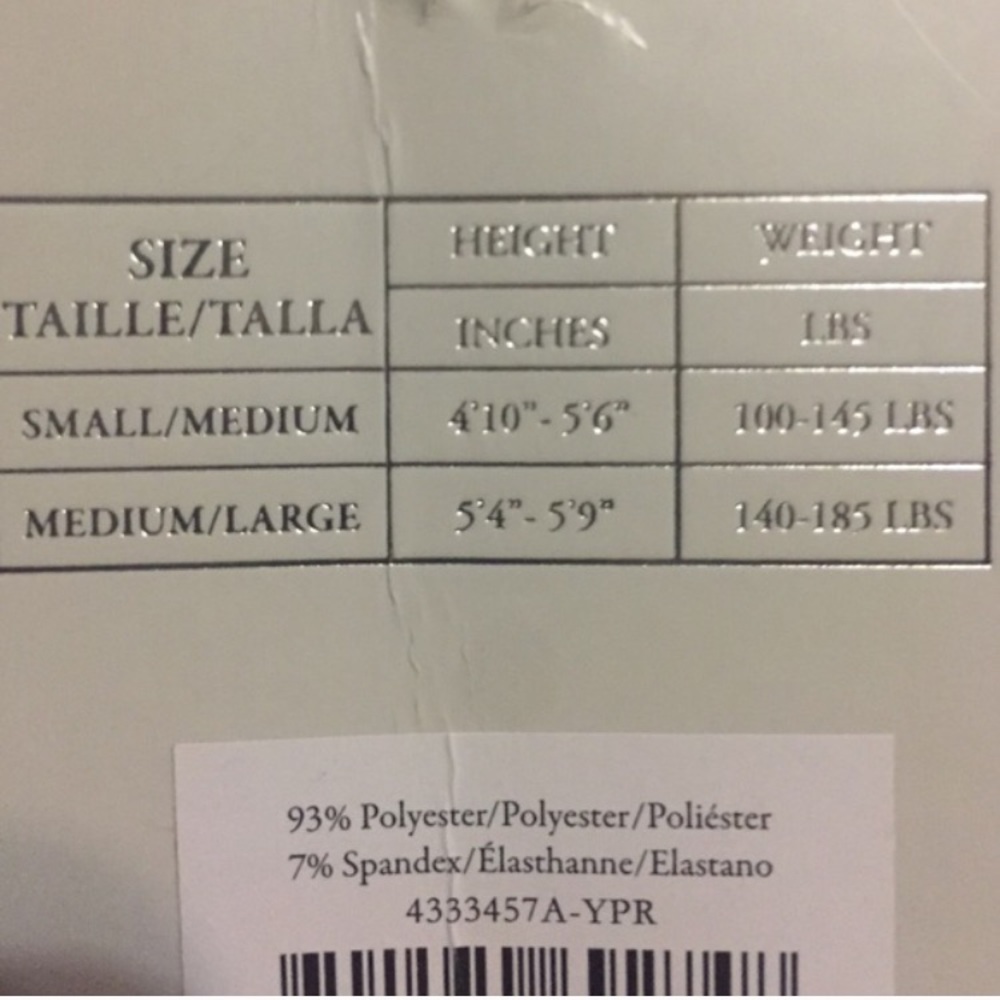 SIZE
TAILLE/TALLA
HEIGHT
WEIGHT
INCHES
LBS
SMALL/MEDIUM
4'10"- 5'6"
100-145 LBS
MEDIUM/LARGE
5'4"- 5'9"
140-185 LBS
93% Polyester/Polyester/Poliéster
7% Spandex/Élasthanne/Elastano
4333457A-YPR